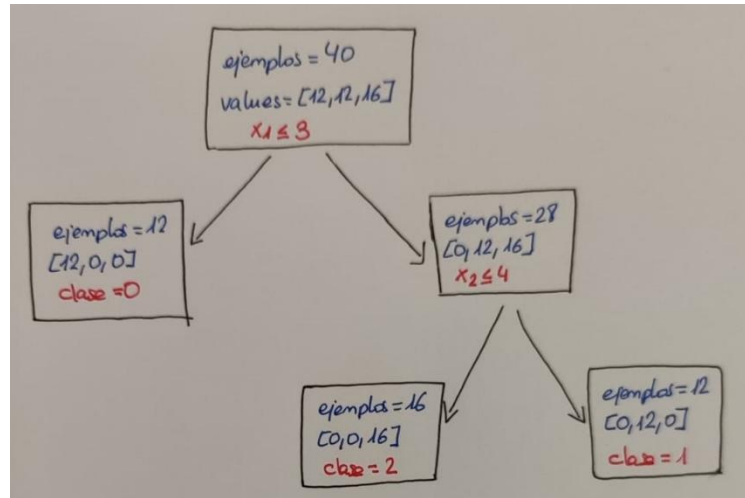 ejemplos = 40
values = [12,12,16]
x1 ≤ 3
ejemplos = 12
[12,0,0]
clase = 0
ejemplos = 28
[0,12,16]
x2 ≤ 4
ejemplos = 16
[0,0,16]
clase = 2
ejemplos = 12
[0,12,0]
clase = 1